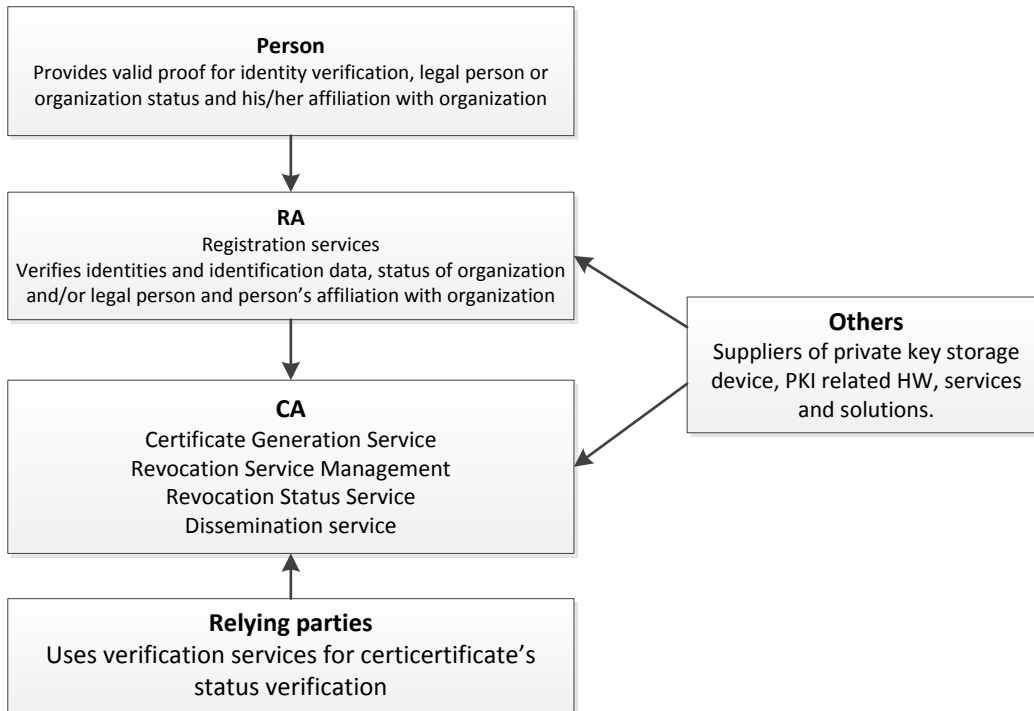 Person
Provides valid proof for identity verification, legal person or
organization status and his/her affiliation with organization
RA
Registration services
Verifies identities and identification data, status of organization
and/or legal person and person's affiliation with organization
Others
Suppliers of private key storage
device, PKI related HW, services
and solutions.
CA
Certificate Generation Service
Revocation Service Management
Revocation Status Service
Dissemination service
Relying parties
Uses verification services for certicertificate's
status verification